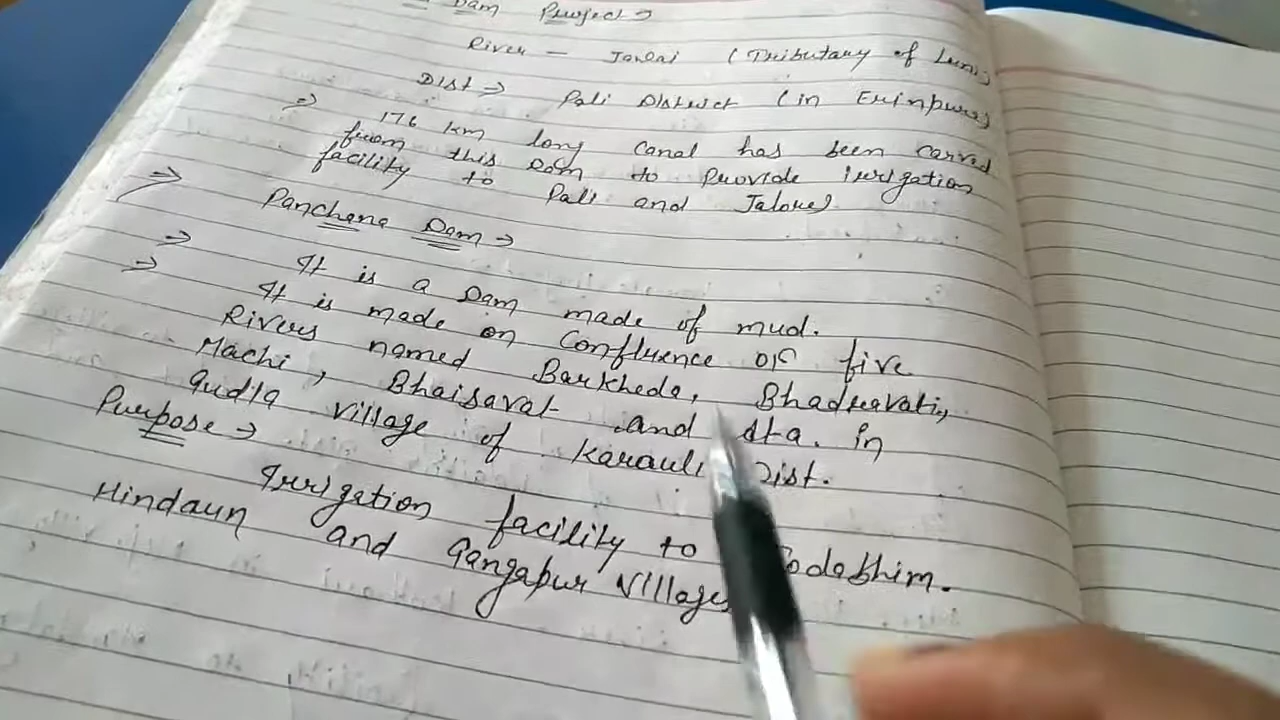 Dam Project →
River — Jawai (Tributary of Luni)
Dist → Pali District (in Erinpura)
→ 176 km long canal has been carved
from this Dam to Provide irrigation
facility to Pali and Jalore
→ Panchana Dam →
→ It is a Dam made of mud.
→ It is made on Confluence of five
Rivers named Barkheda, Bhadravati,
Machi, Bhaisavat and Ata. in
Gudla village of Karauli Dist.
Purpose →
Irrigation facility to odabhim.
Hindaun and Gangapur Villages